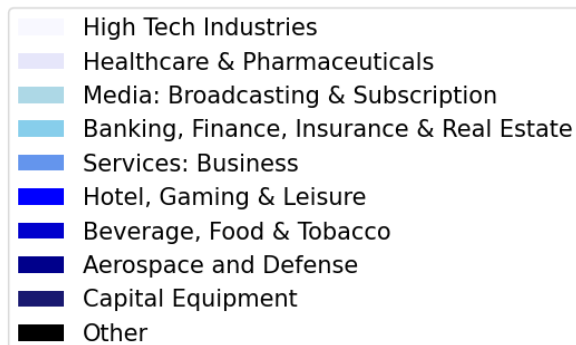 High Tech Industries
Healthcare & Pharmaceuticals
Media: Broadcasting & Subscription
Banking, Finance, Insurance & Real Estate
Services: Business
Hotel, Gaming & Leisure
Beverage, Food & Tobacco
Aerospace and Defense
Capital Equipment
Other